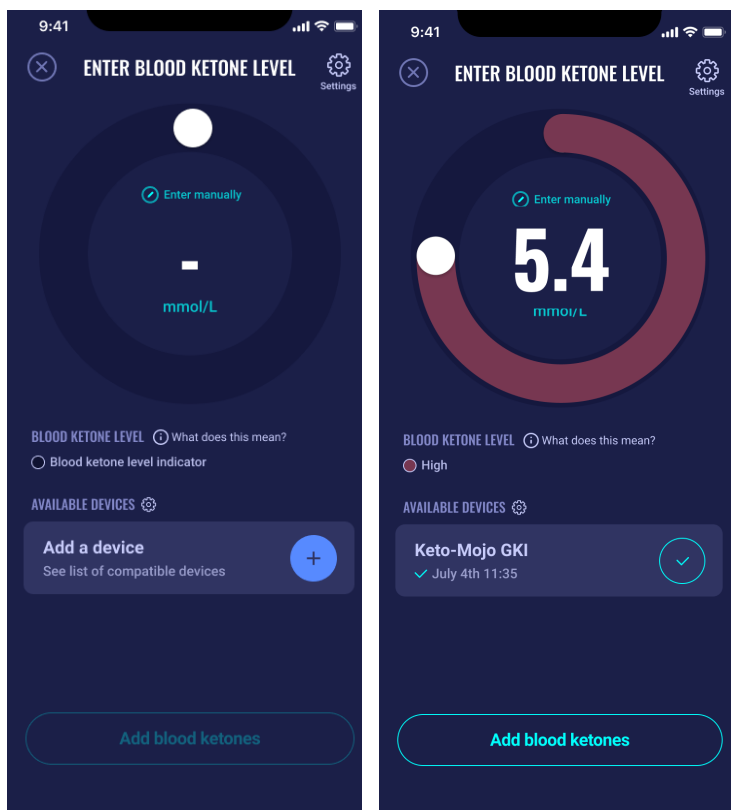 9:41
ENTER BLOOD KETONE LEVEL
Settings
Enter manually
-
mmol/L
BLOOD KETONE LEVEL What does this mean?
Blood ketone level indicator
AVAILABLE DEVICES
Add a device
See list of compatible devices
Add blood ketones
9:41
ENTER BLOOD KETONE LEVEL
Settings
Enter manually
5.4
mmol/L
BLOOD KETONE LEVEL What does this mean?
High
AVAILABLE DEVICES
Keto-Mojo GKI
July 4th 11:35
Add blood ketones